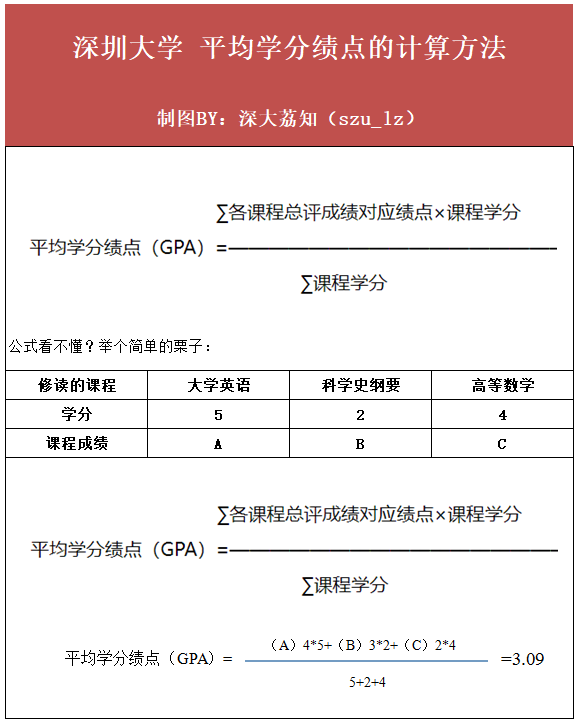 深圳大学 平均学分绩点的计算方法
制图BY：深大荔知（szu_lz）
∑各课程总评成绩对应绩点×课程学分
平均学分绩点（GPA）=————————————————
∑课程学分
公式看不懂？举个简单的栗子：
修读的课程 大学英语 科学史纲要 高等数学
学分 5 2 4
课程成绩 A B C
∑各课程总评成绩对应绩点×课程学分
平均学分绩点（GPA）=————————————————
∑课程学分
（A）4*5+（B）3*2+（C）2*4
平均学分绩点（GPA）= =3.09
5+2+4